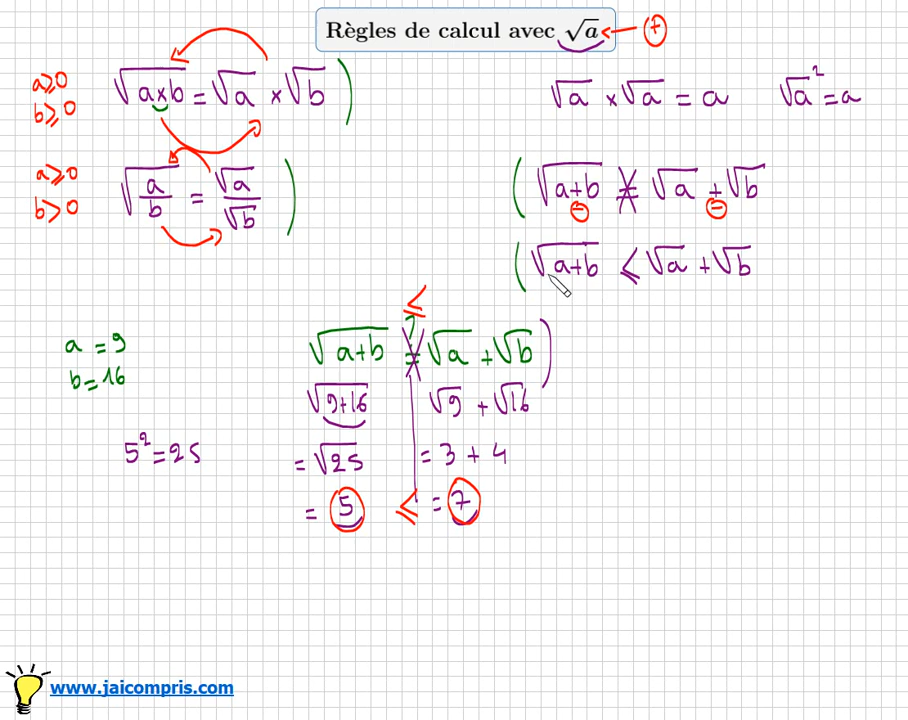 Règles de calcul avec √a ← +
a⩾0
b⩾0
√(a×b) = √a × √b )
√a × √a = a
√a² = a
a⩾0
b>0
√(a/b) = √a/√b )
( √(a+b) ≠ √a + √b
- -
( √(a+b) ⩽ √a + √b
⩽
?
a = 9
b = 16
√(a+b) ≠ √a + √b )
√(9+16) √9 + √16
5² = 25
= √25 = 3 + 4
= 5 ⩽ = 7
www.jaicompris.com